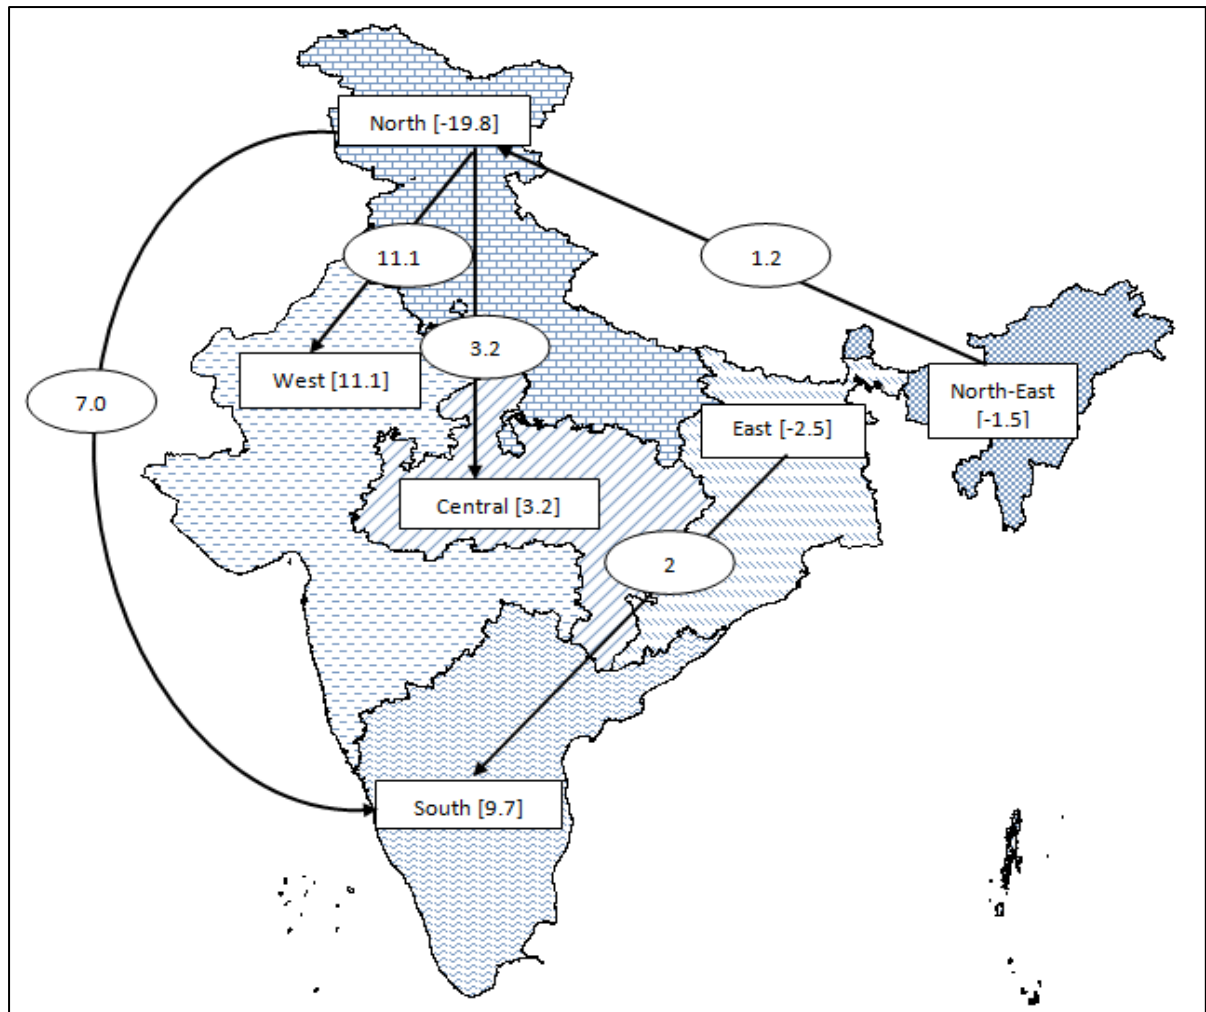 North [-19.8]
11.1
1.2
3.2
West [11.1]
7.0
North-East
[-1.5]
East [-2.5]
Central [3.2]
2
South [9.7]